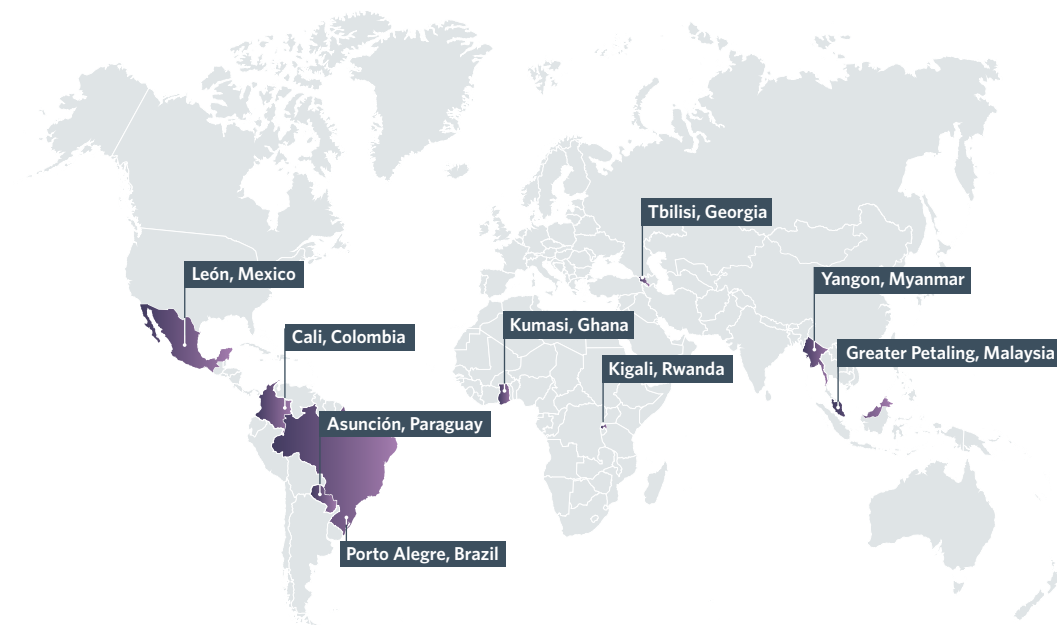 Tbilisi, Georgia
León, Mexico
Yangon, Myanmar
Kumasi, Ghana
Cali, Colombia
Greater Petaling, Malaysia
Kigali, Rwanda
Asunción, Paraguay
Porto Alegre, Brazil